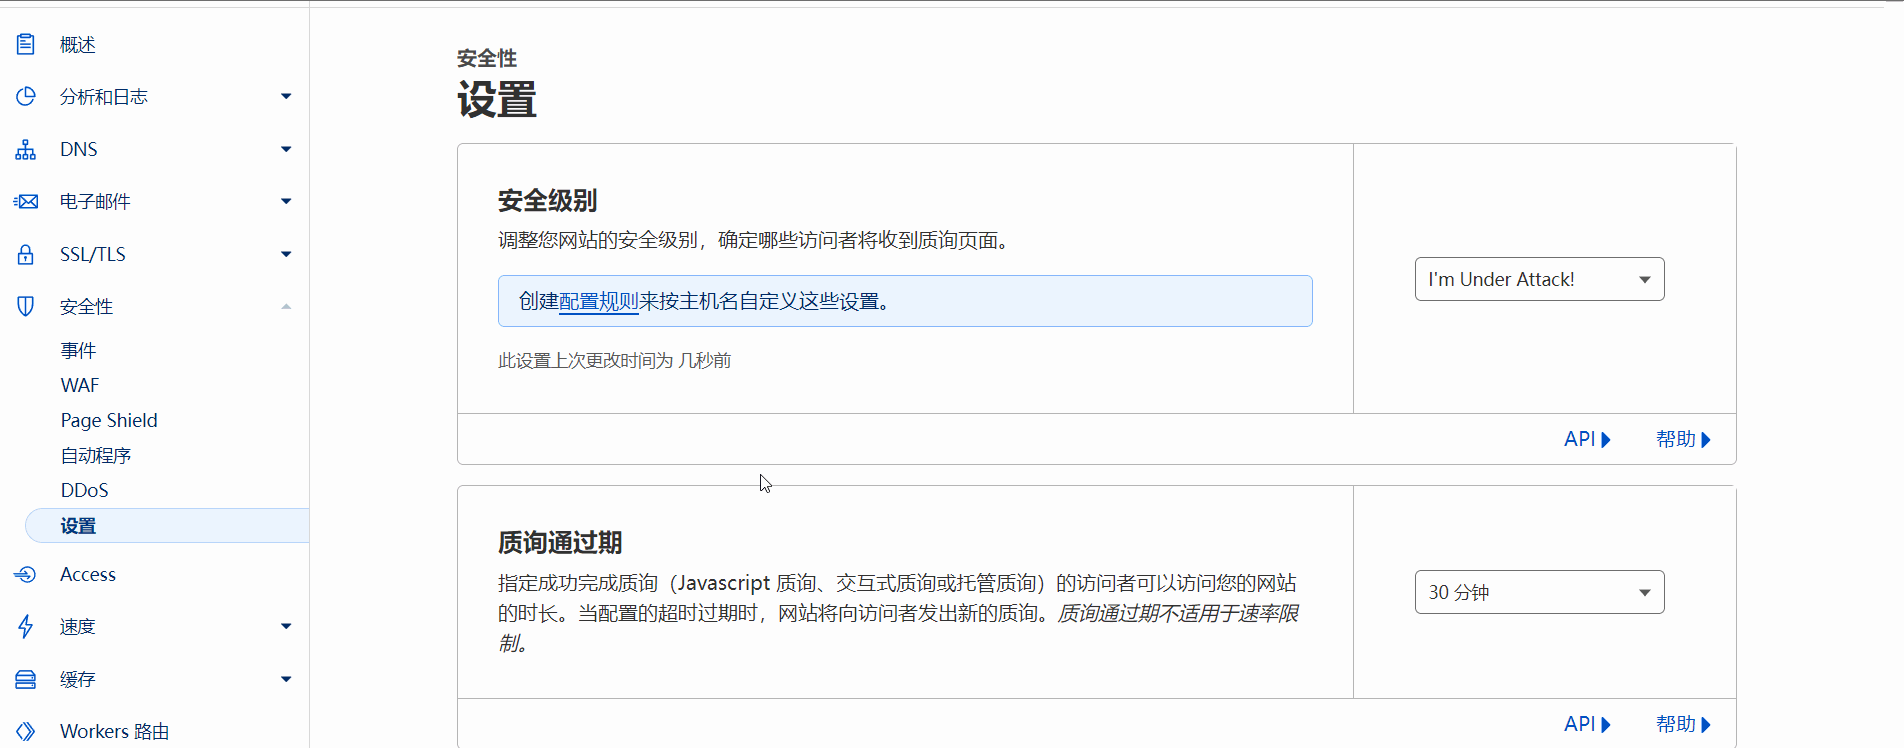 概述
分析和日志
DNS
电子邮件
SSL/TLS
安全性
事件
WAF
Page Shield
自动程序
DDoS
设置
Access
速度
缓存
Workers 路由
安全性
设置
安全级别
调整您网站的安全级别，确定哪些访问者将收到质询页面。
创建配置规则来按主机名自定义这些设置。
此设置上次更改时间为 几秒前
I'm Under Attack!
API
帮助
质询通过期
指定成功完成质询（Javascript 质询、交互式质询或托管质询）的访问者可以访问您的网站
的时长。当配置的超时过期时，网站将向访问者发出新的质询。质询通过期不适用于速率限
制。
30 分钟
API
帮助